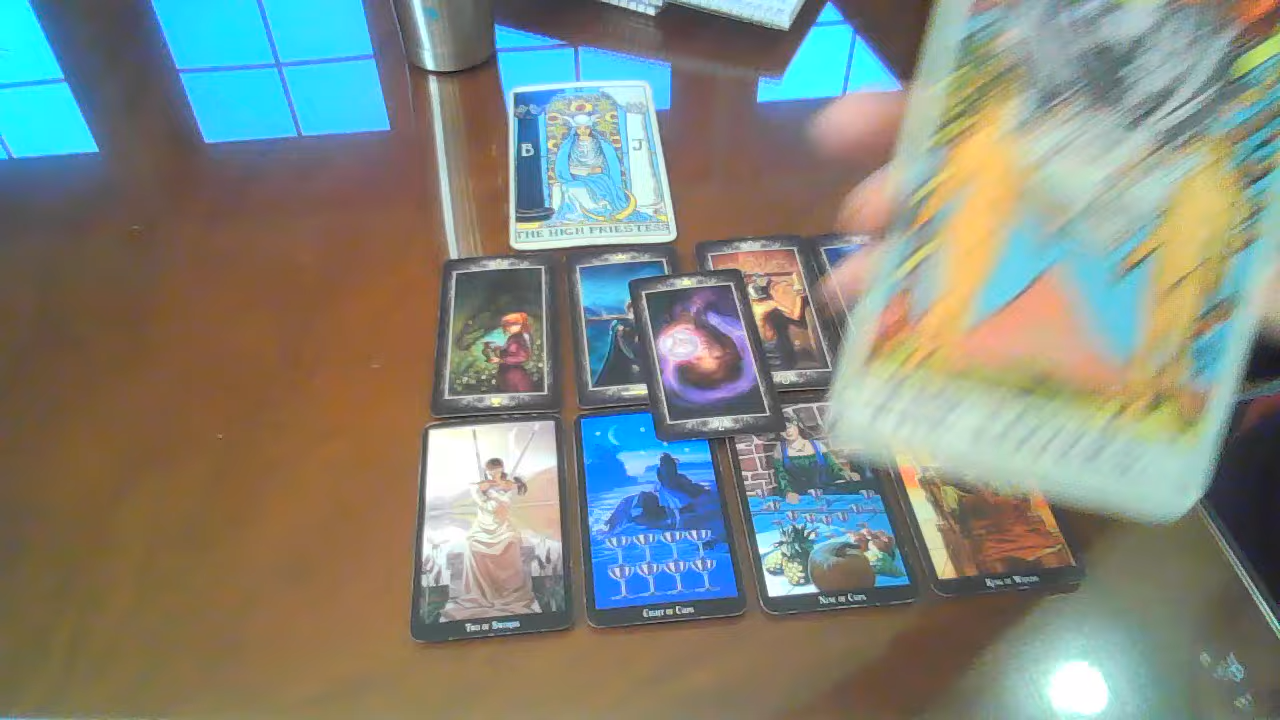 B J
THE HIGH PRIESTESS
TWO OF SWORDS
EIGHT OF CUPS
NINE OF CUPS
KING OF WANDS